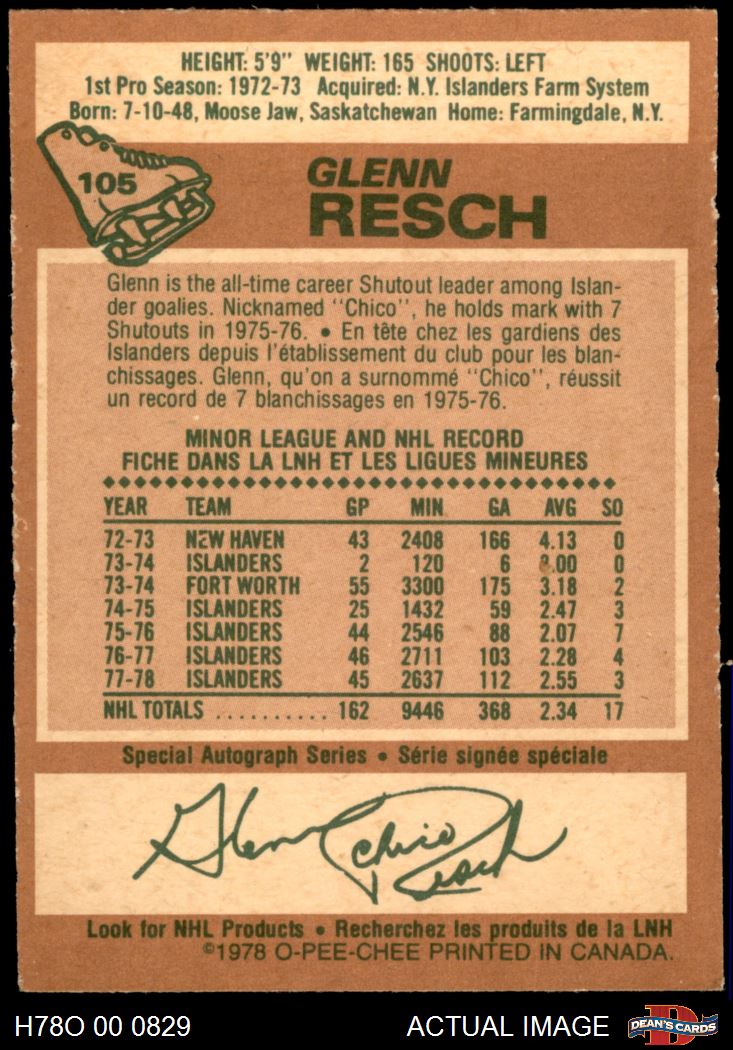 HEIGHT: 5'9" WEIGHT: 165 SHOOTS: LEFT
1st Pro Season: 1972-73 Acquired: N.Y. Islanders Farm System
Born: 7-10-48, Moose Jaw, Saskatchewan Home: Farmingdale, N.Y.
105
GLENN
RESCH
Glenn is the all-time career Shutout leader among Islan-
der goalies. Nicknamed "Chico", he holds mark with 7
Shutouts in 1975-76. • En tête chez les gardiens des
Islanders depuis l'établissement du club pour les blan-
chissages. Glenn, qu'on a surnommé "Chico", réussit
un record de 7 blanchissages en 1975-76.
MINOR LEAGUE AND NHL RECORD
FICHE DANS LA LNH ET LES LIGUES MINEURES
YEAR TEAM GP MIN GA AVG SO
72-73 NEW HAVEN 43 2408 166 4.13 0
73-74 ISLANDERS 2 120 6 3.00 0
73-74 FORT WORTH 55 3300 175 3.18 2
74-75 ISLANDERS 25 1432 59 2.47 3
75-76 ISLANDERS 44 2546 88 2.07 7
76-77 ISLANDERS 46 2711 103 2.28 4
77-78 ISLANDERS 45 2637 112 2.55 3
NHL TOTALS .......... 162 9446 368 2.34 17
Special Autograph Series • Série signée spéciale
Glenn Chico Resch
Look for NHL Products • Recherchez les produits de la LNH
©1978 O-PEE-CHEE PRINTED IN CANADA.
H78O 00 0829 ACTUAL IMAGE D DEAN'S CARDS